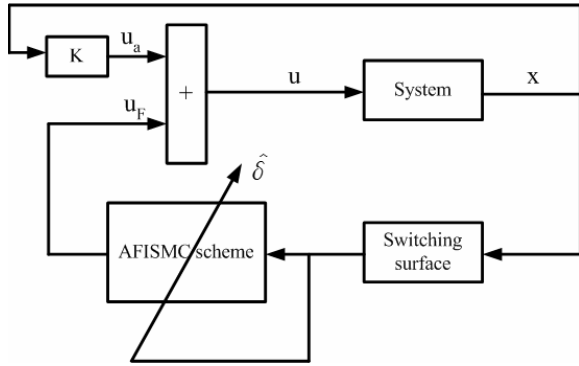 K
u_a
+
u
System
x
u_F
δ̂
AFISMC scheme
Switching
surface